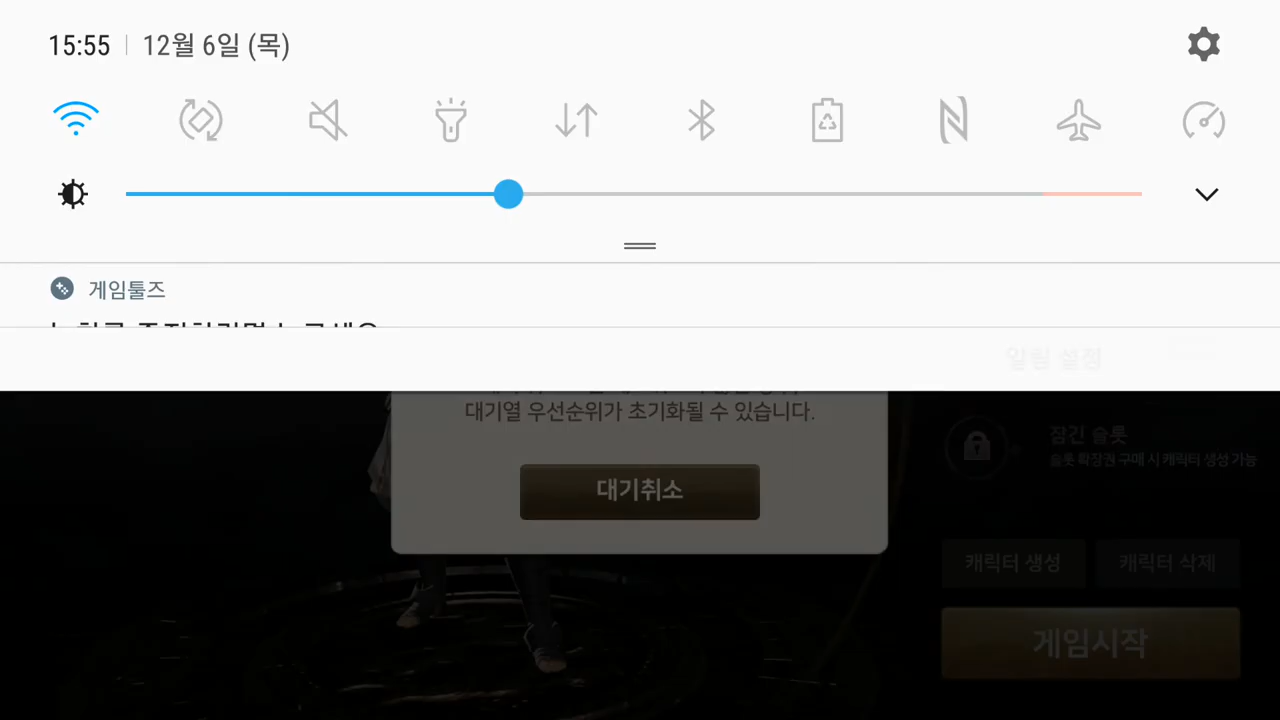 15:55
12월 6일 (목)
게임툴즈
알림 설정
대기열 우선순위가 초기화될 수 있습니다.
대기취소
잠긴 슬롯
슬롯 확장권 구매 시 캐릭터 생성 가능
캐릭터 생성
캐릭터 삭제
게임시작